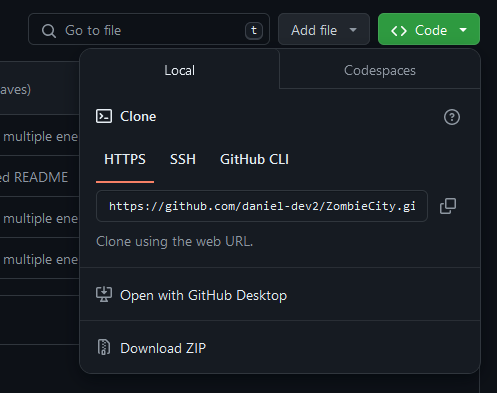 Go to file
t
Add file
Code
Local
Codespaces
aves)
Clone
multiple ene
HTTPS
SSH
GitHub CLI
ed README
https://github.com/daniel-dev2/ZombieCity.gi
multiple ene
Clone using the web URL.
multiple ene
Open with GitHub Desktop
Download ZIP